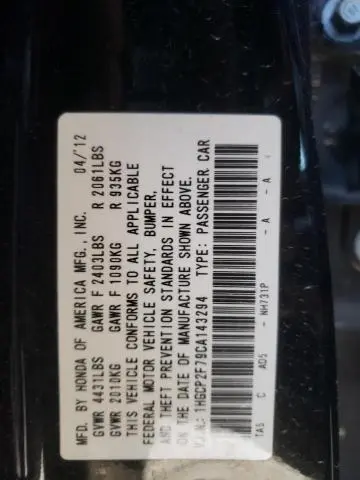 MFD. BY HONDA OF AMERICA MFG., INC. 04/'12
GVWR 4431LBS GAWR F 2403LBS R 2061LBS
GVWR 2010KG GAWR F 1090KG R 935KG
THIS VEHICLE CONFORMS TO ALL APPLICABLE
FEDERAL MOTOR VEHICLE SAFETY, BUMPER,
AND THEFT PREVENTION STANDARDS IN EFFECT
ON THE DATE OF MANUFACTURE SHOWN ABOVE.
1HGCP2F79CA143294 TYPE: PASSENGER CAR
TA5 C AD5 - NH731P - A - A